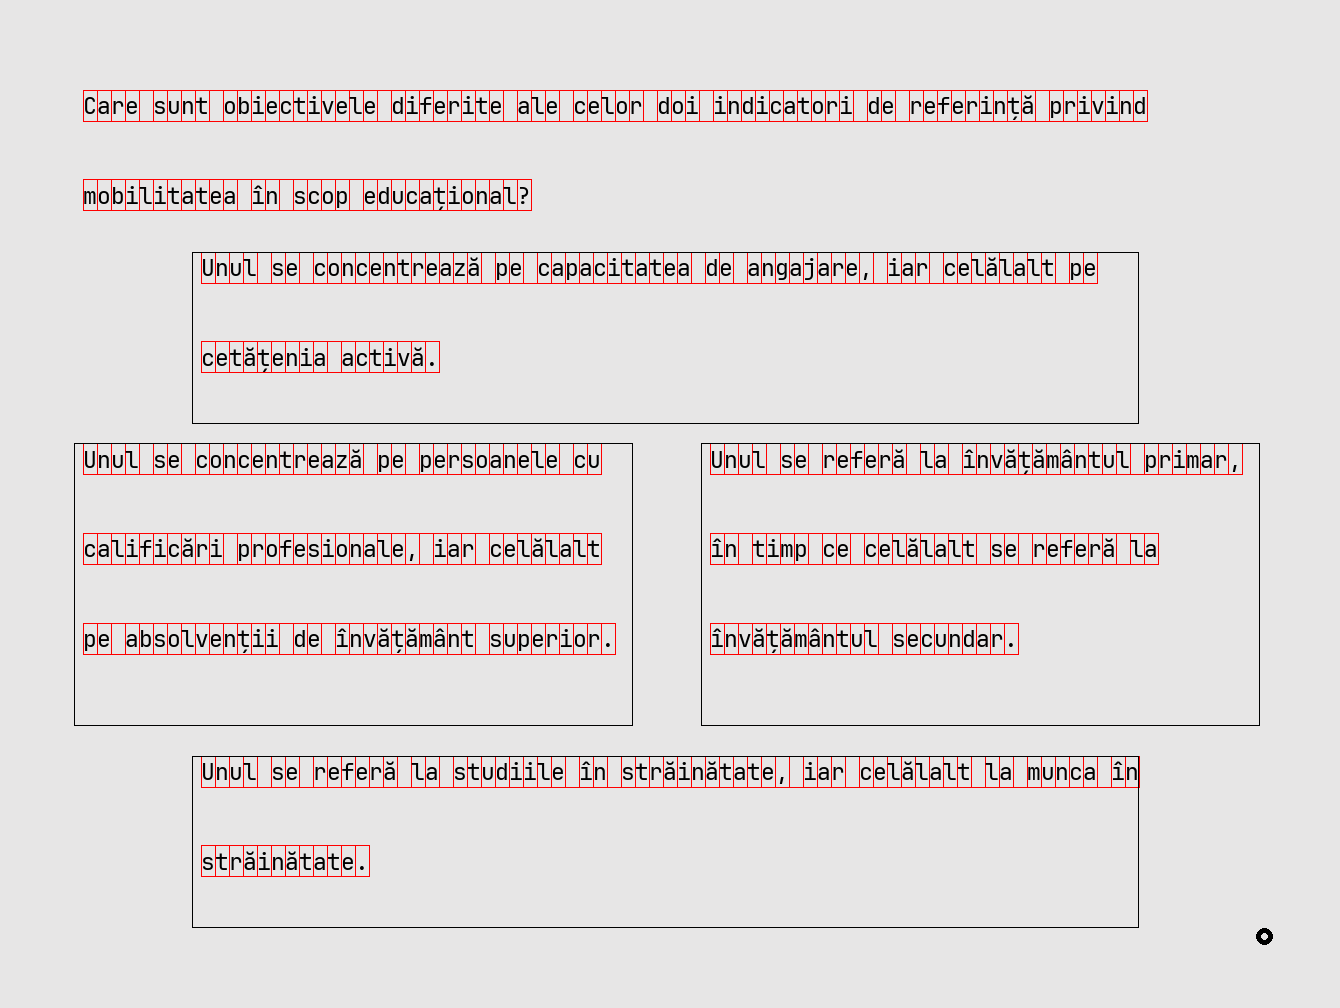 Care sunt obiectivele diferite ale celor doi indicatori de referință privind
mobilitatea în scop educațional?
Unul se concentrează pe capacitatea de angajare, iar celălalt pe
cetățenia activă.
Unul se concentrează pe persoanele cu
calificări profesionale, iar celălalt
pe absolvenții de învățământ superior.
Unul se referă la învățământul primar,
în timp ce celălalt se referă la
învățământul secundar.
Unul se referă la studiile în străinătate, iar celălalt la munca în
străinătate.